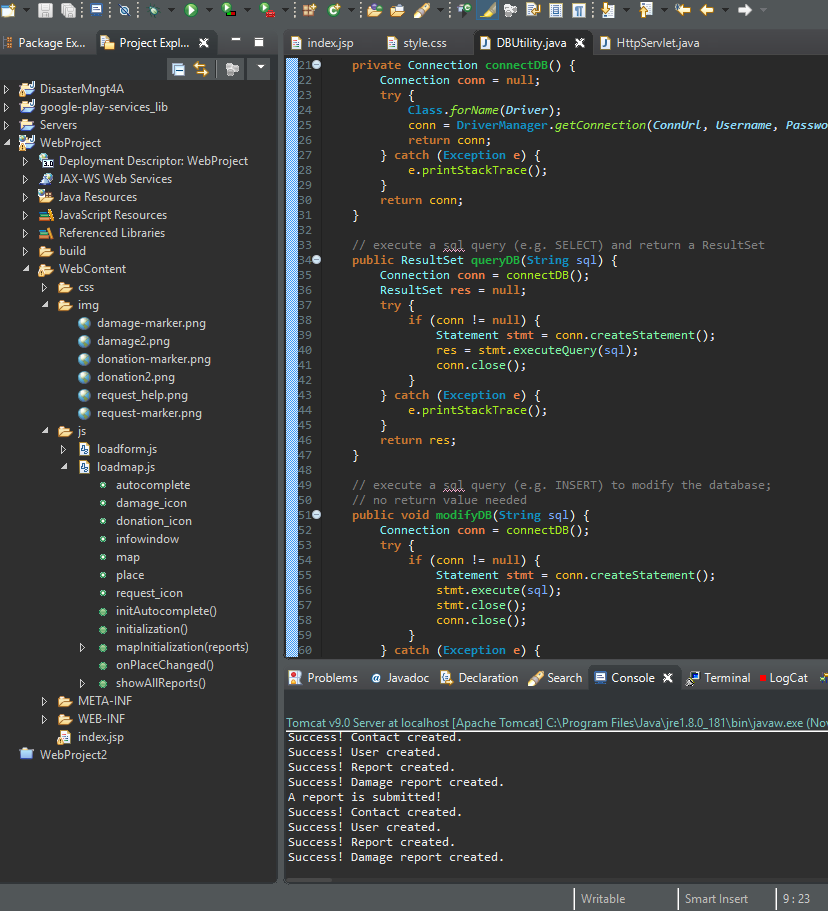 Package Ex...
Project Expl...
DisasterMngt4A
google-play-services_lib
Servers
WebProject
Deployment Descriptor: WebProject
JAX-WS Web Services
Java Resources
JavaScript Resources
Referenced Libraries
build
WebContent
css
img
damage-marker.png
damage2.png
donation-marker.png
donation2.png
request_help.png
request-marker.png
js
loadform.js
loadmap.js
autocomplete
damage_icon
donation_icon
infowindow
map
place
request_icon
initAutocomplete()
initialization()
mapInitialization(reports)
onPlaceChanged()
showAllReports()
META-INF
WEB-INF
index.jsp
WebProject2
index.jsp
style.css
DBUtility.java
HttpServlet.java
21 private Connection connectDB() {
22 Connection conn = null;
23 try {
24 Class.forName(Driver);
25 conn = DriverManager.getConnection(ConnUrl, Username, Passwo
26 return conn;
27 } catch (Exception e) {
28 e.printStackTrace();
29 }
30 return conn;
31 }
32
33 // execute a sql query (e.g. SELECT) and return a ResultSet
34 public ResultSet queryDB(String sql) {
35 Connection conn = connectDB();
36 ResultSet res = null;
37 try {
38 if (conn != null) {
39 Statement stmt = conn.createStatement();
40 res = stmt.executeQuery(sql);
41 conn.close();
42 }
43 } catch (Exception e) {
44 e.printStackTrace();
45 }
46 return res;
47 }
48
49 // execute a sql query (e.g. INSERT) to modify the database;
50 // no return value needed
51 public void modifyDB(String sql) {
52 Connection conn = connectDB();
53 try {
54 if (conn != null) {
55 Statement stmt = conn.createStatement();
56 stmt.execute(sql);
57 stmt.close();
58 conn.close();
59 }
60 } catch (Exception e) {
Problems
Javadoc
Declaration
Search
Console
Terminal
LogCat
Tomcat v9.0 Server at localhost [Apache Tomcat] C:\Program Files\Java\jre1.8.0_181\bin\javaw.exe (Nov
Success! Contact created.
Success! User created.
Success! Report created.
Success! Damage report created.
A report is submitted!
Success! Contact created.
Success! User created.
Success! Report created.
Success! Damage report created.
Writable
Smart Insert
9 : 23